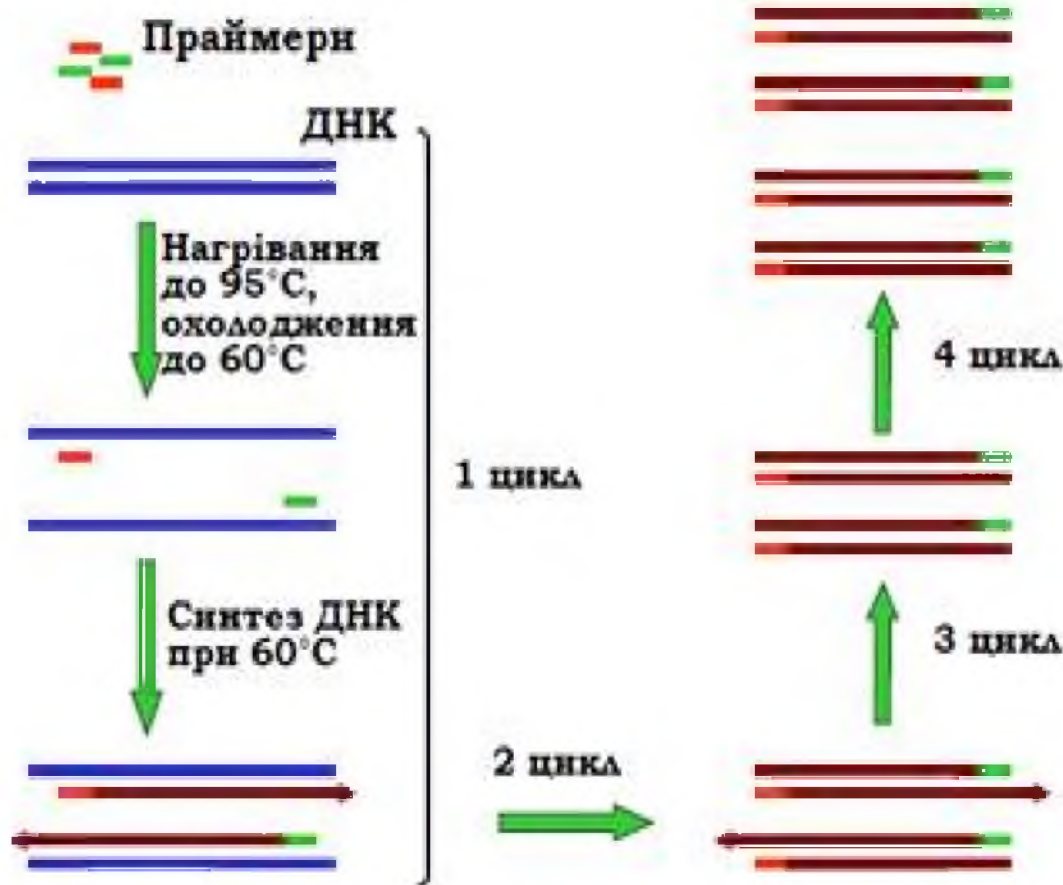 Праймери
ДНК
Нагрівання
до 95°C,
охолодження
до 60°C
1 цикл
Синтез ДНК
при 60°C
2 цикл
3 цикл
4 цикл